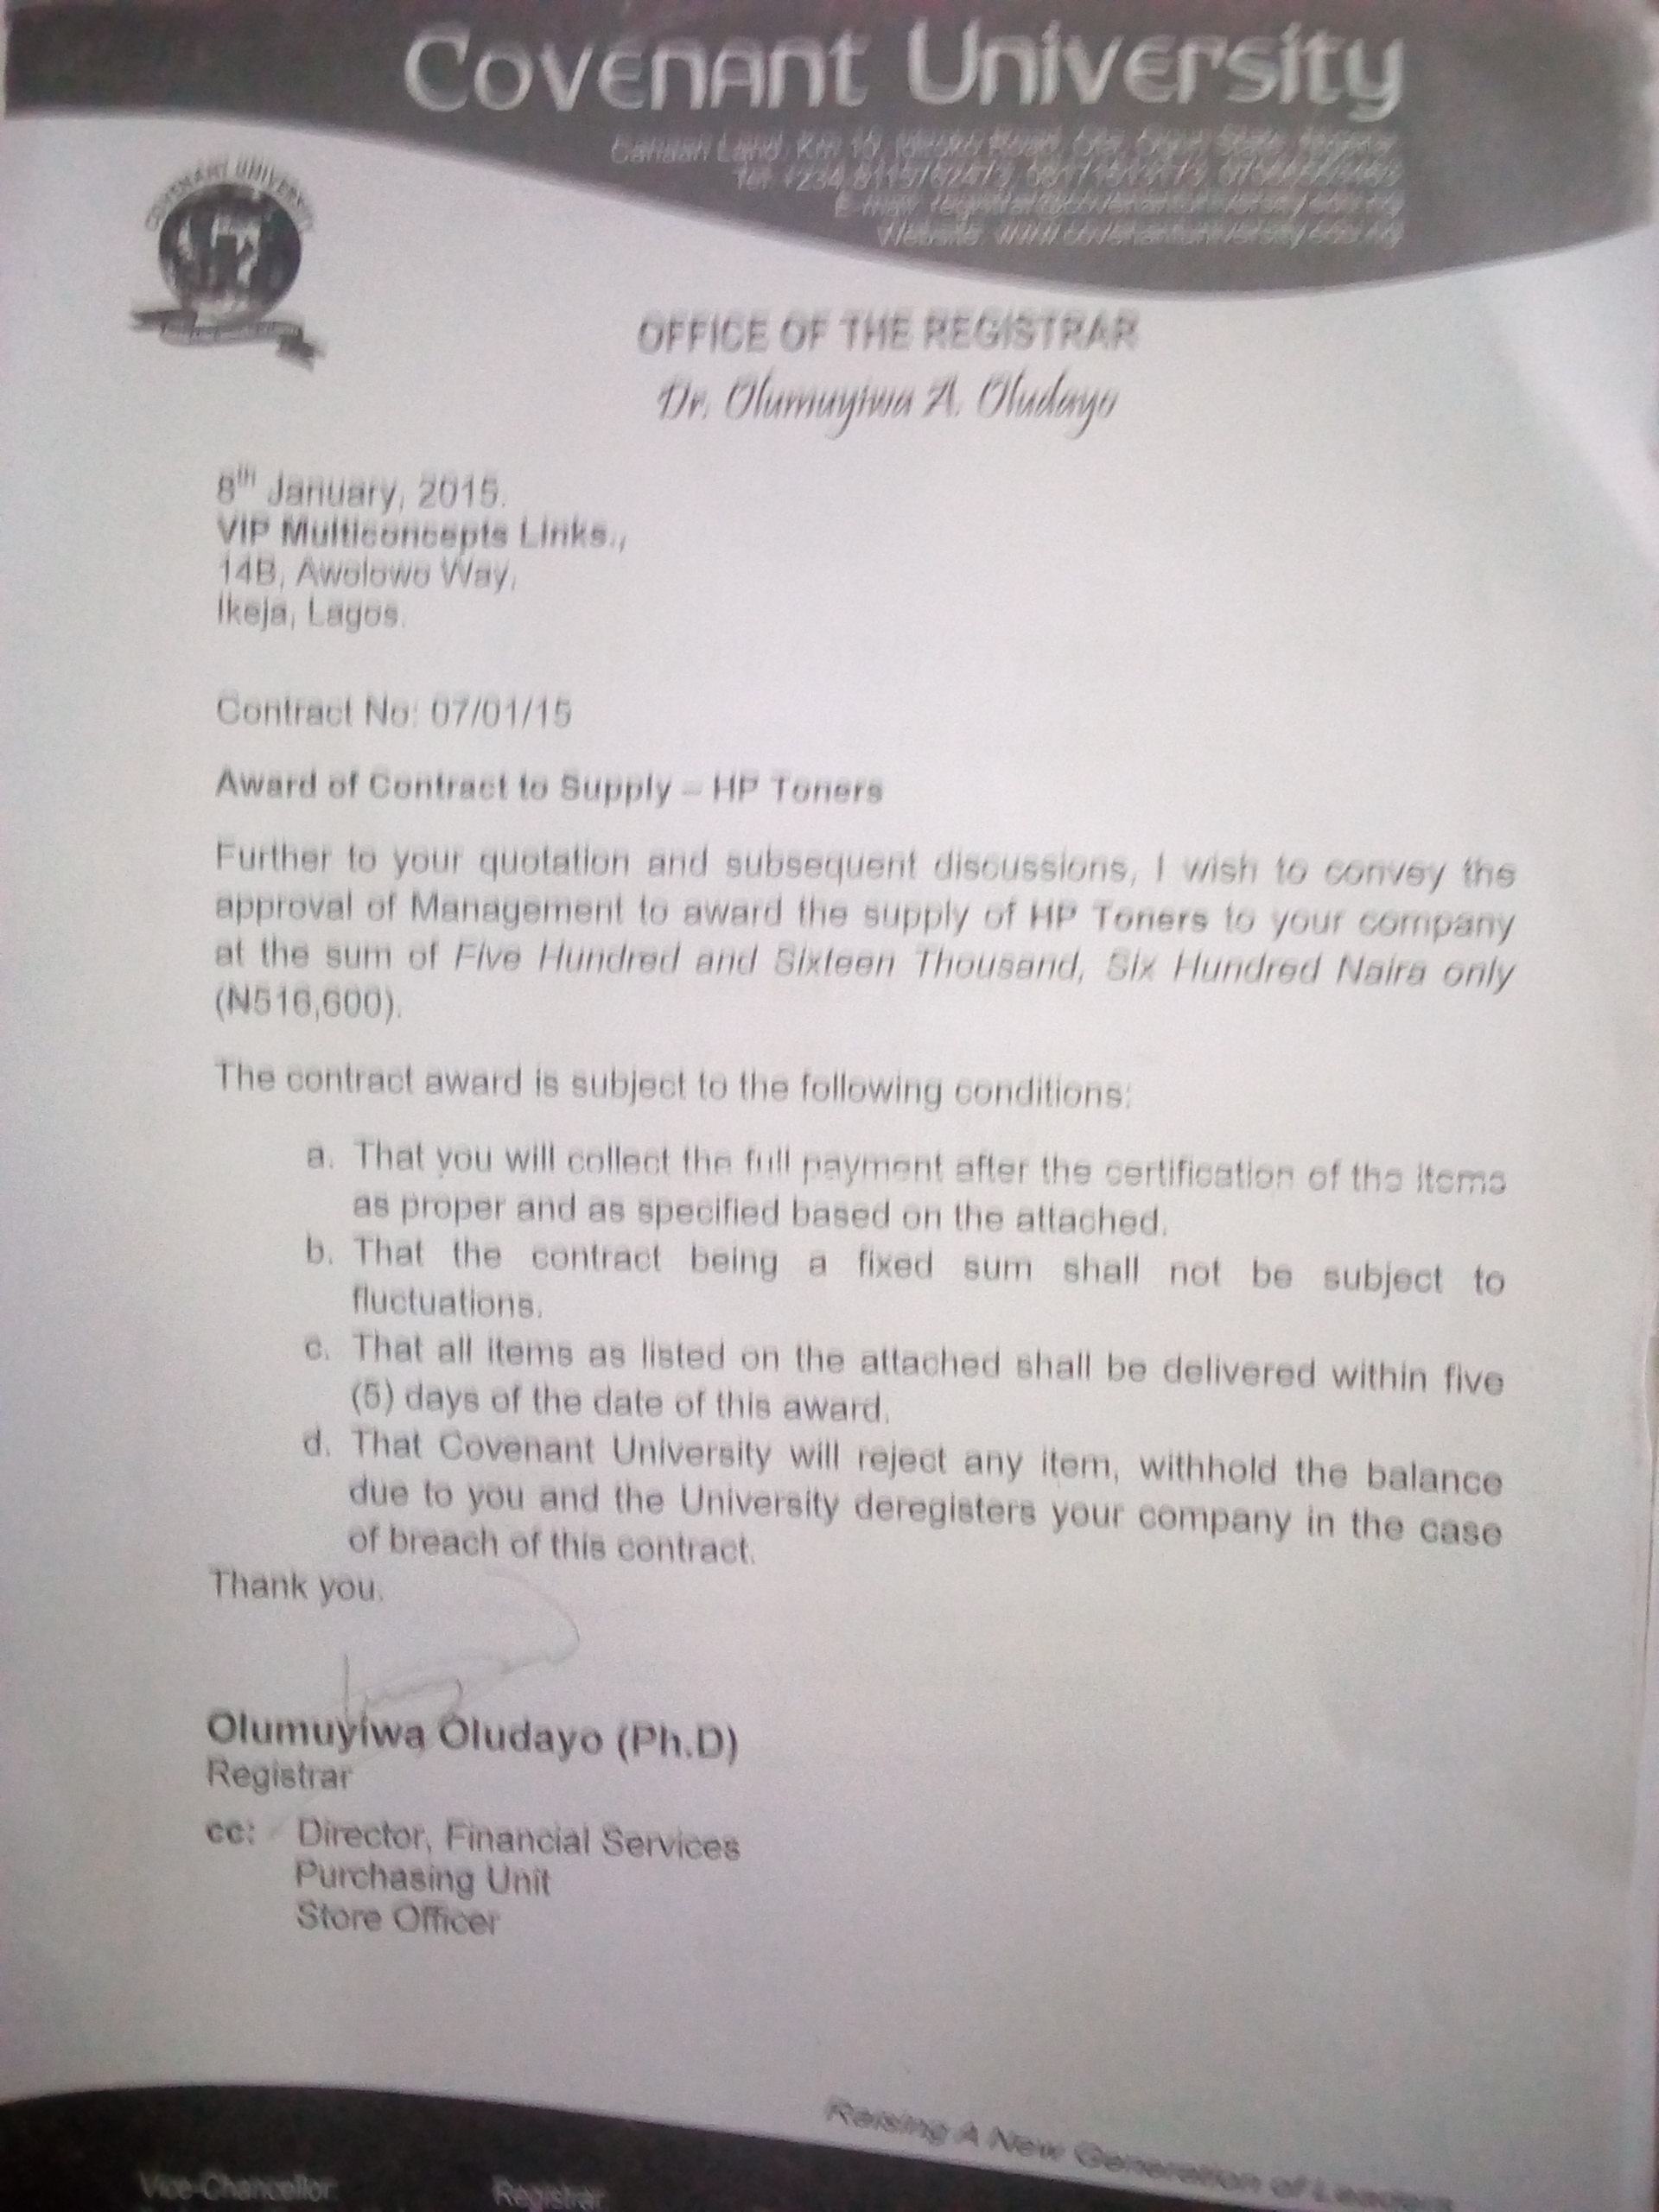 Covenant University
Canaan Land, Km 10, Idiroko Road, Ota, Ogun State, Nigeria
Tel: +234
E-mail: registrar@covenantuniversity.edu.ng
Website: www.covenantuniversity.edu.ng
COVENANT UNIVERSITY
OFFICE OF THE REGISTRAR
Dr. Olumuyiwa A. Oludayo
8th January, 2015.
VIP Multiconcepts Links.,
14B, Awolowo Way,
Ikeja, Lagos.
Contract No: 07/01/15
Award of Contract to Supply – HP Toners
Further to your quotation and subsequent discussions, I wish to convey the
approval of Management to award the supply of HP Toners to your company
at the sum of Five Hundred and Sixteen Thousand, Six Hundred Naira only
(N516,600).
The contract award is subject to the following conditions:
a. That you will collect the full payment after the certification of the items
as proper and as specified based on the attached.
b. That the contract being a fixed sum shall not be subject to
fluctuations.
c. That all items as listed on the attached shall be delivered within five
(5) days of the date of this award.
d. That Covenant University will reject any item, withhold the balance
due to you and the University deregisters your company in the case
of breach of this contract.
Thank you.
Olumuyiwa Oludayo (Ph.D)
Registrar
cc: Director, Financial Services
Purchasing Unit
Store Officer
Raising A New Generation of Leaders
Vice-Chancellor: Registrar: